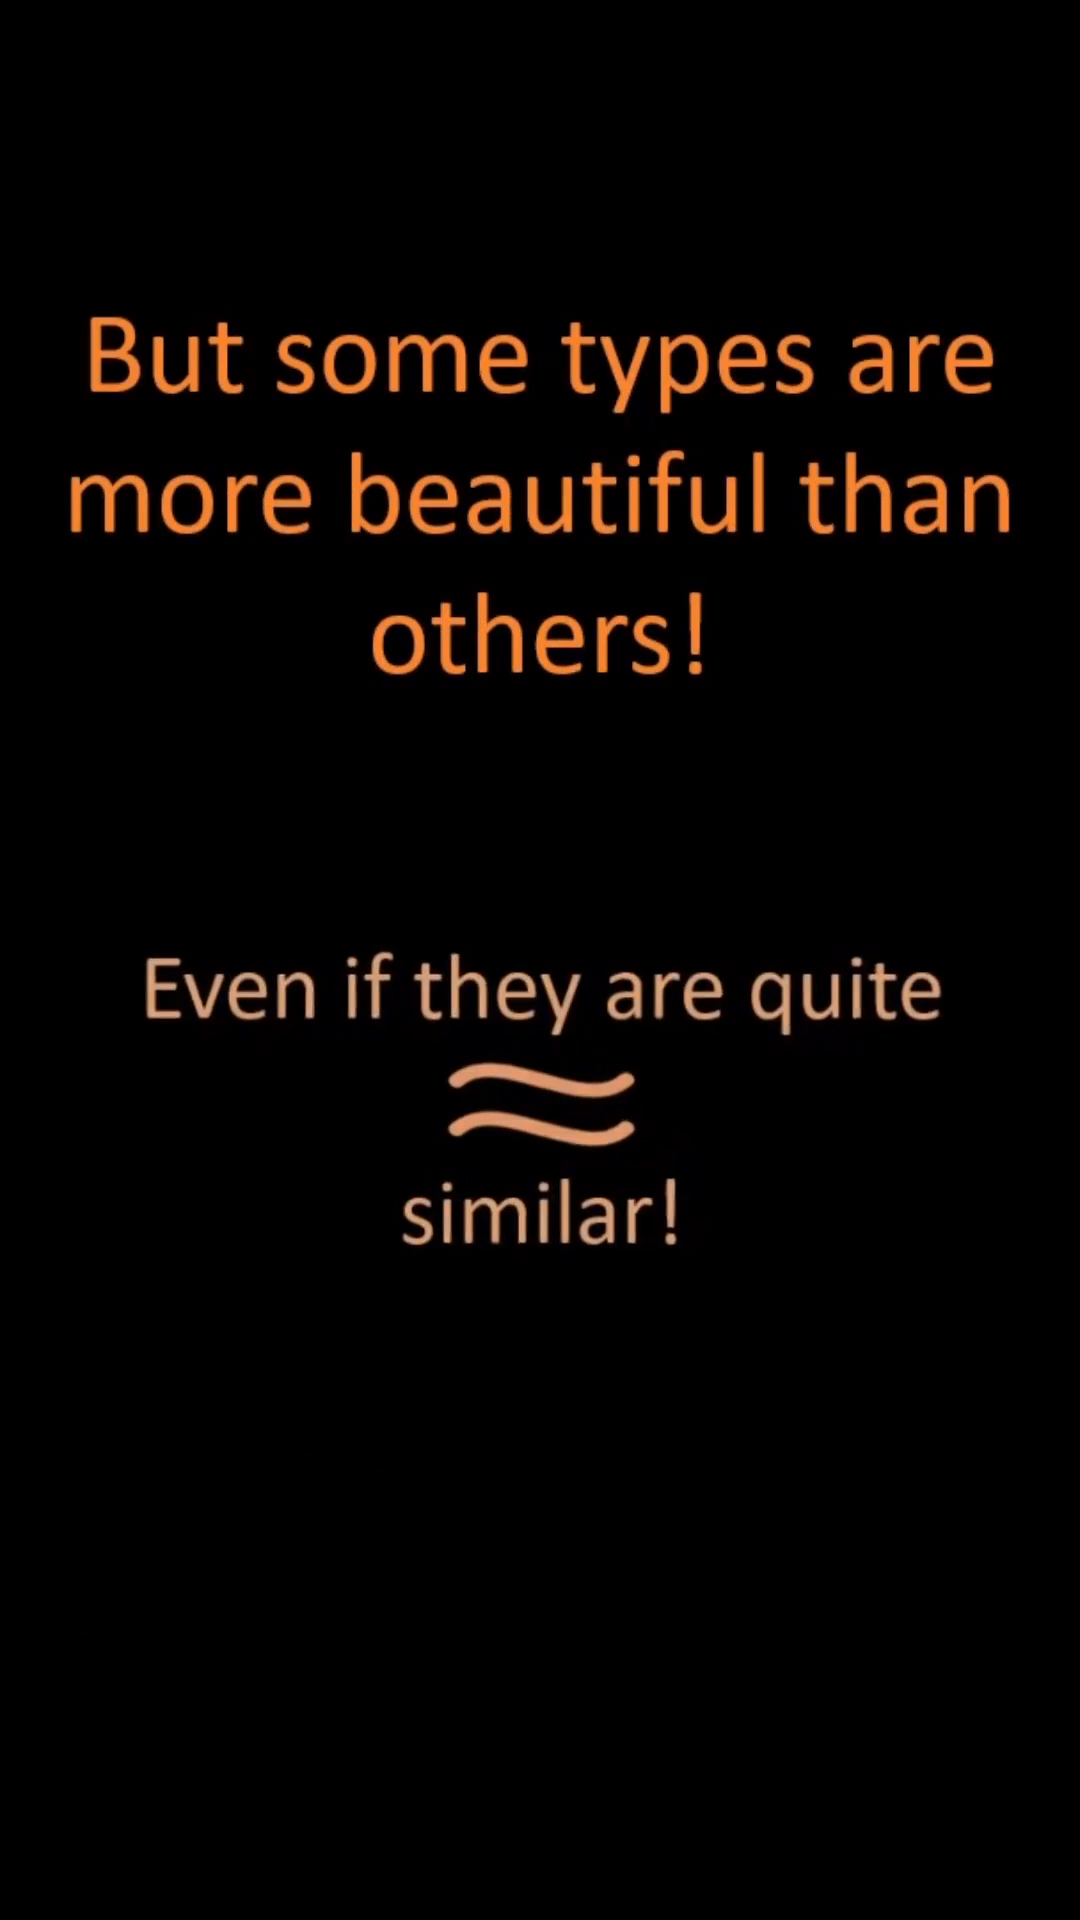 But some types are
more beautiful than
others!
Even if they are quite
≈
similar!